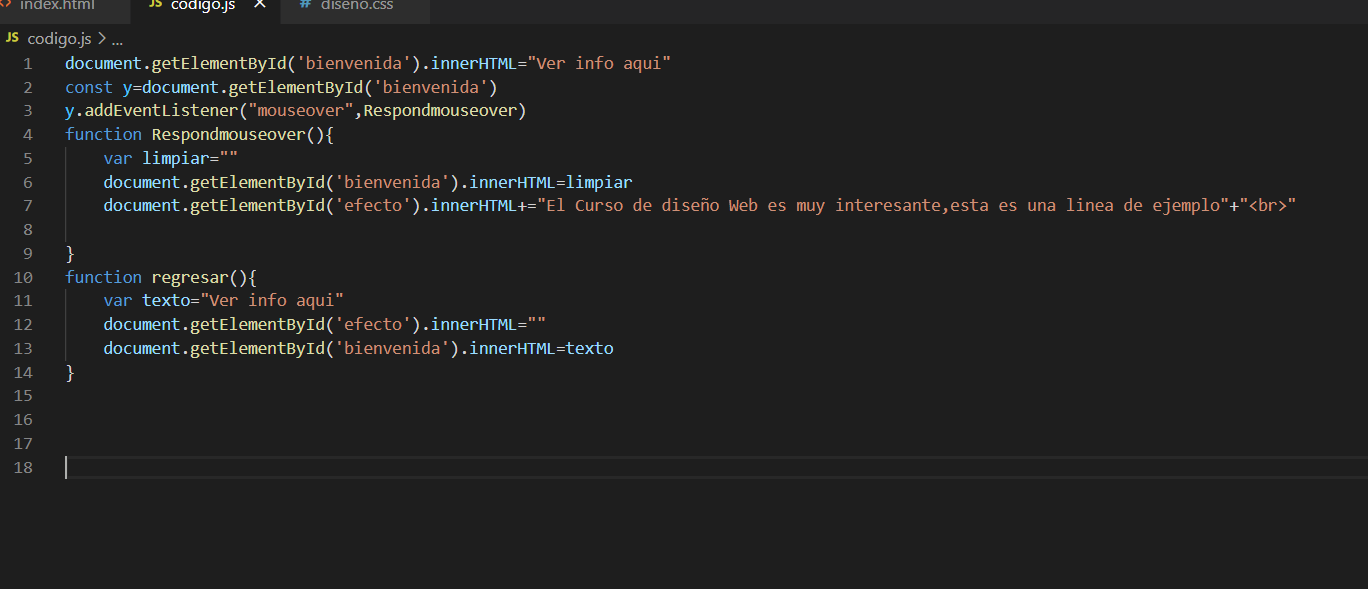 index.html JS codigo.js × # diseno.css
JS codigo.js > ...
1 document.getElementById('bienvenida').innerHTML="Ver info aqui"
2 const y=document.getElementById('bienvenida')
3 y.addEventListener("mouseover",Respondmouseover)
4 function Respondmouseover(){
5 var limpiar=""
6 document.getElementById('bienvenida').innerHTML=limpiar
7 document.getElementById('efecto').innerHTML+="El Curso de diseño Web es muy interesante,esta es una linea de ejemplo"+"<br>"
8
9 }
10 function regresar(){
11 var texto="Ver info aqui"
12 document.getElementById('efecto').innerHTML=""
13 document.getElementById('bienvenida').innerHTML=texto
14 }
15
16
17
18